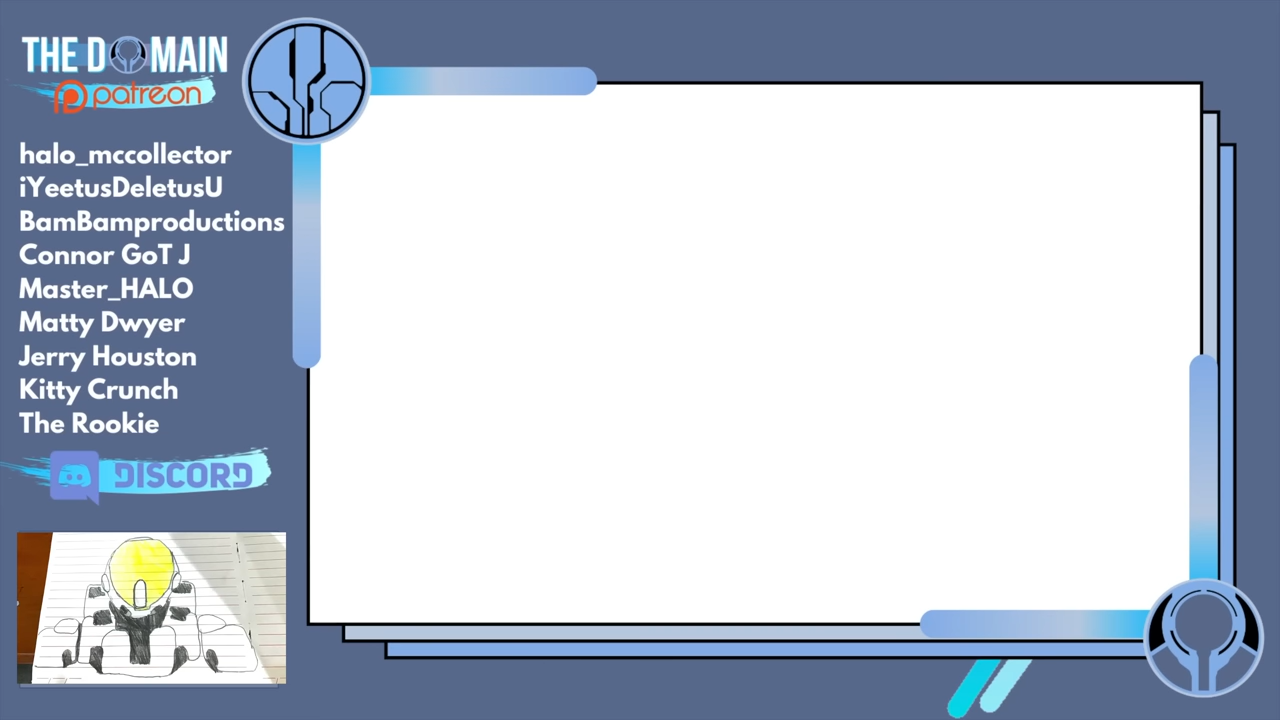 THE DOMAIN
patreon
halo_mccollector
iYeetusDeletusU
BamBamproductions
Connor GoT J
Master_HALO
Matty Dwyer
Jerry Houston
Kitty Crunch
The Rookie
DISCORD